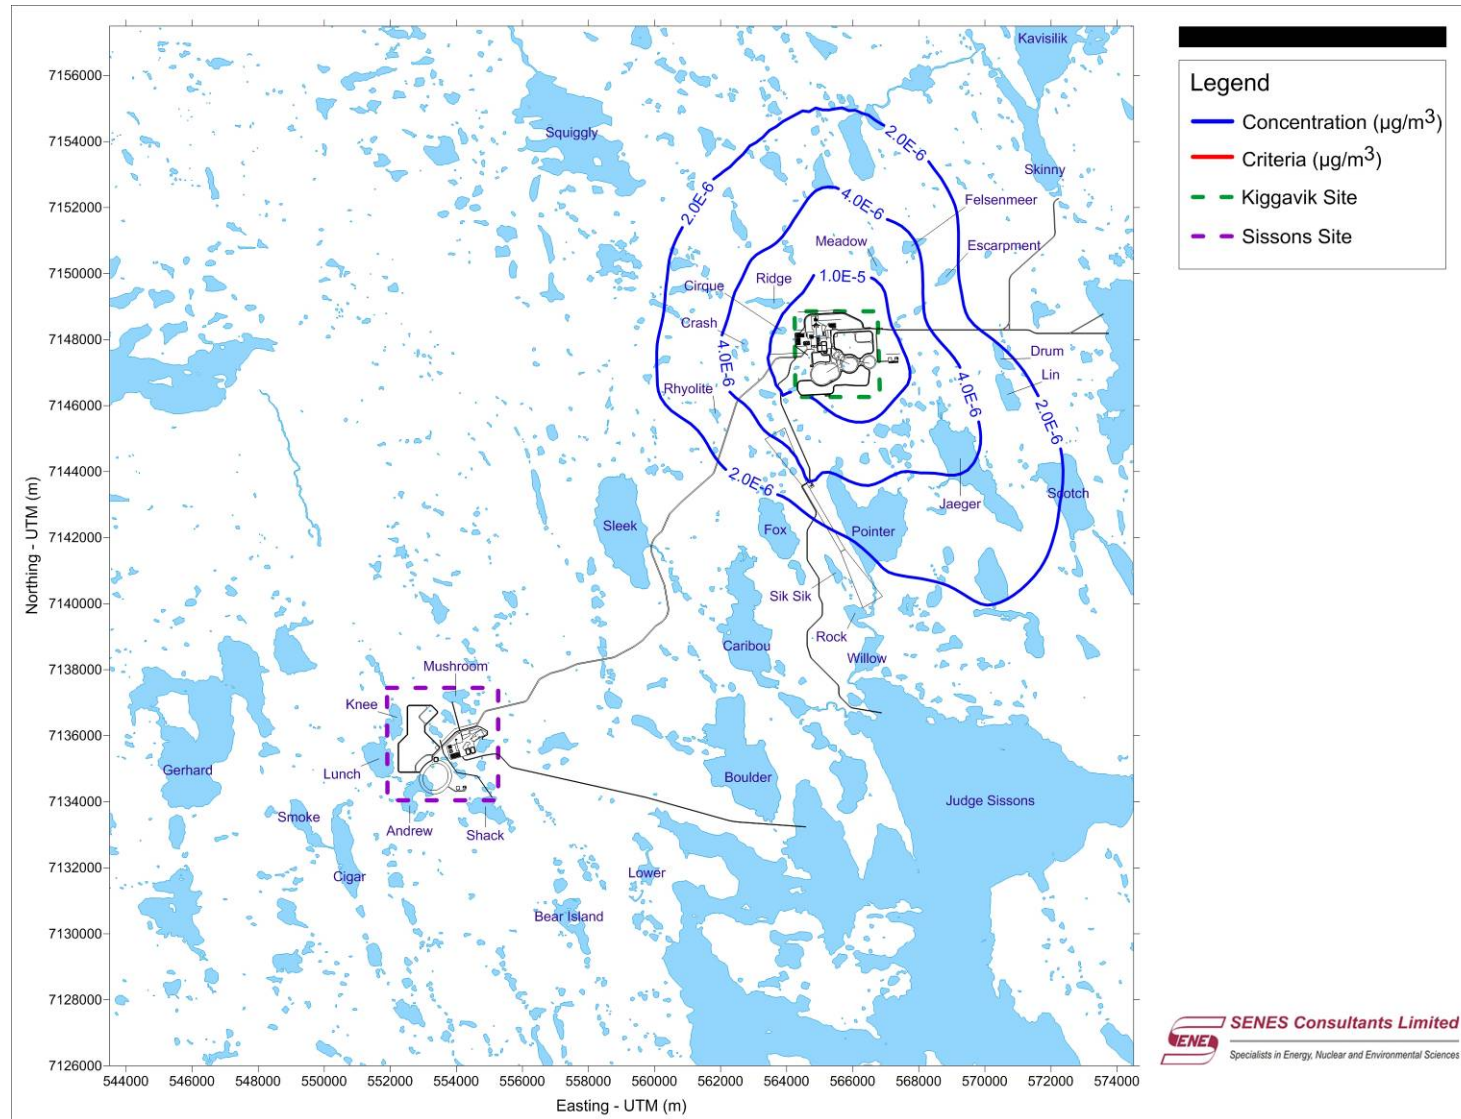 Kavisilik
7156000
Legend
Concentration (µg/m3)
Criteria (µg/m3)
Kiggavik Site
Sissons Site
7154000
Squiggly
2.0E-6
Skinny
7152000
2.0E-6
4.0E-6
Felsenmeer
Meadow
Escarpment
7150000
1.0E-5
Ridge
Cirque
Crash
7148000
4.0E-6
Drum
Lin
Rhyolite
4.0E-6
2.0E-6
7146000
7144000
2.0E-6
Scotch
Jaeger
Sleek
Fox
Pointer
7142000
Northing - UTM (m)
7140000
Sik Sik
Rock
Caribou
Willow
7138000
Mushroom
Knee
7136000
Gerhard
Lunch
Boulder
7134000
Judge Sissons
Smoke
Andrew
Shack
7132000
Cigar
Lower
Bear Island
7130000
7128000
7126000
544000 546000 548000 550000 552000 554000 556000 558000 560000 562000 564000 566000 568000 570000 572000 574000
Easting - UTM (m)
SENES
SENES Consultants Limited
Specialists in Energy, Nuclear and Environmental Sciences